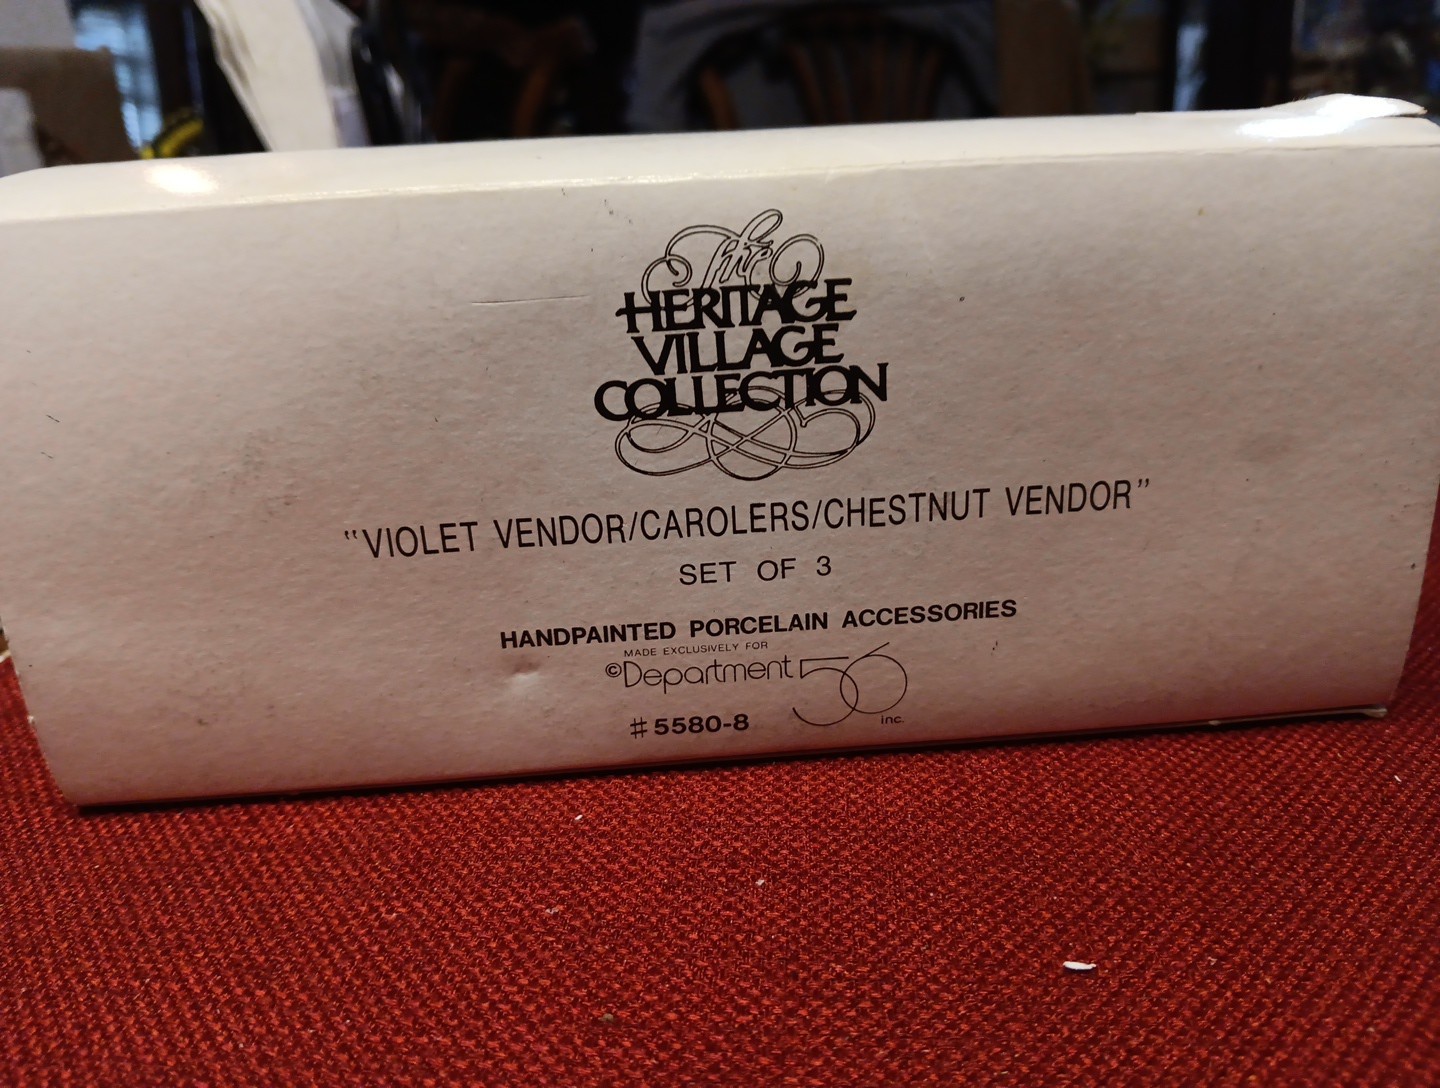 The
HERITAGE
VILLAGE
COLLECTION
"VIOLET VENDOR/CAROLERS/CHESTNUT VENDOR"
SET OF 3
HANDPAINTED PORCELAIN ACCESSORIES
MADE EXCLUSIVELY FOR
©Department 56 inc.
#5580-8